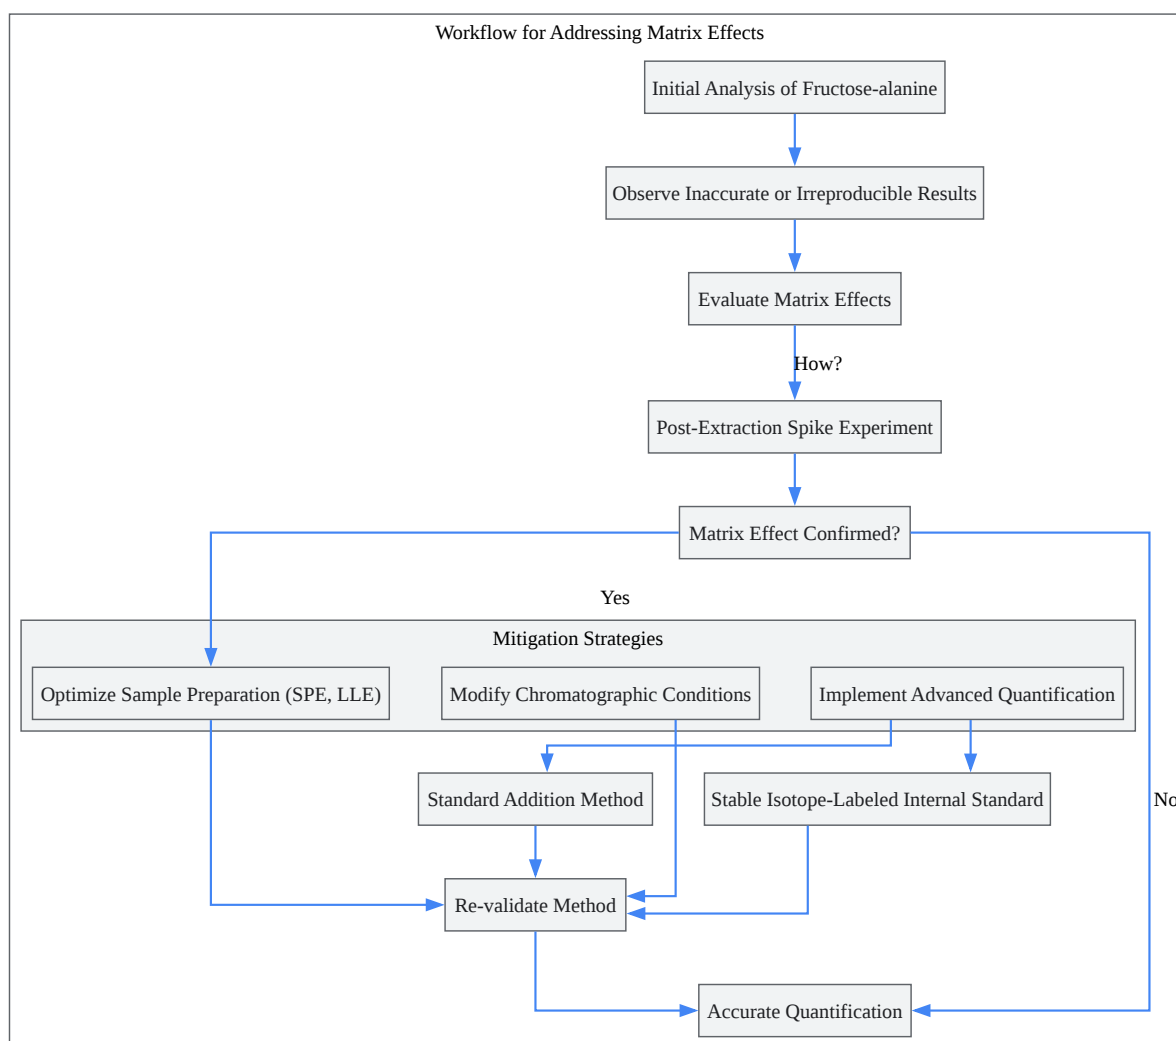 Workflow for Addressing Matrix Effects
Initial Analysis of Fructose-alanine
Observe Inaccurate or Irreproducible Results
Evaluate Matrix Effects
How?
Post-Extraction Spike Experiment
Matrix Effect Confirmed?
Yes
Mitigation Strategies
Optimize Sample Preparation (SPE, LLE)
Modify Chromatographic Conditions
Implement Advanced Quantification
Standard Addition Method
Stable Isotope-Labeled Internal Standard
No
Re-validate Method
Accurate Quantification